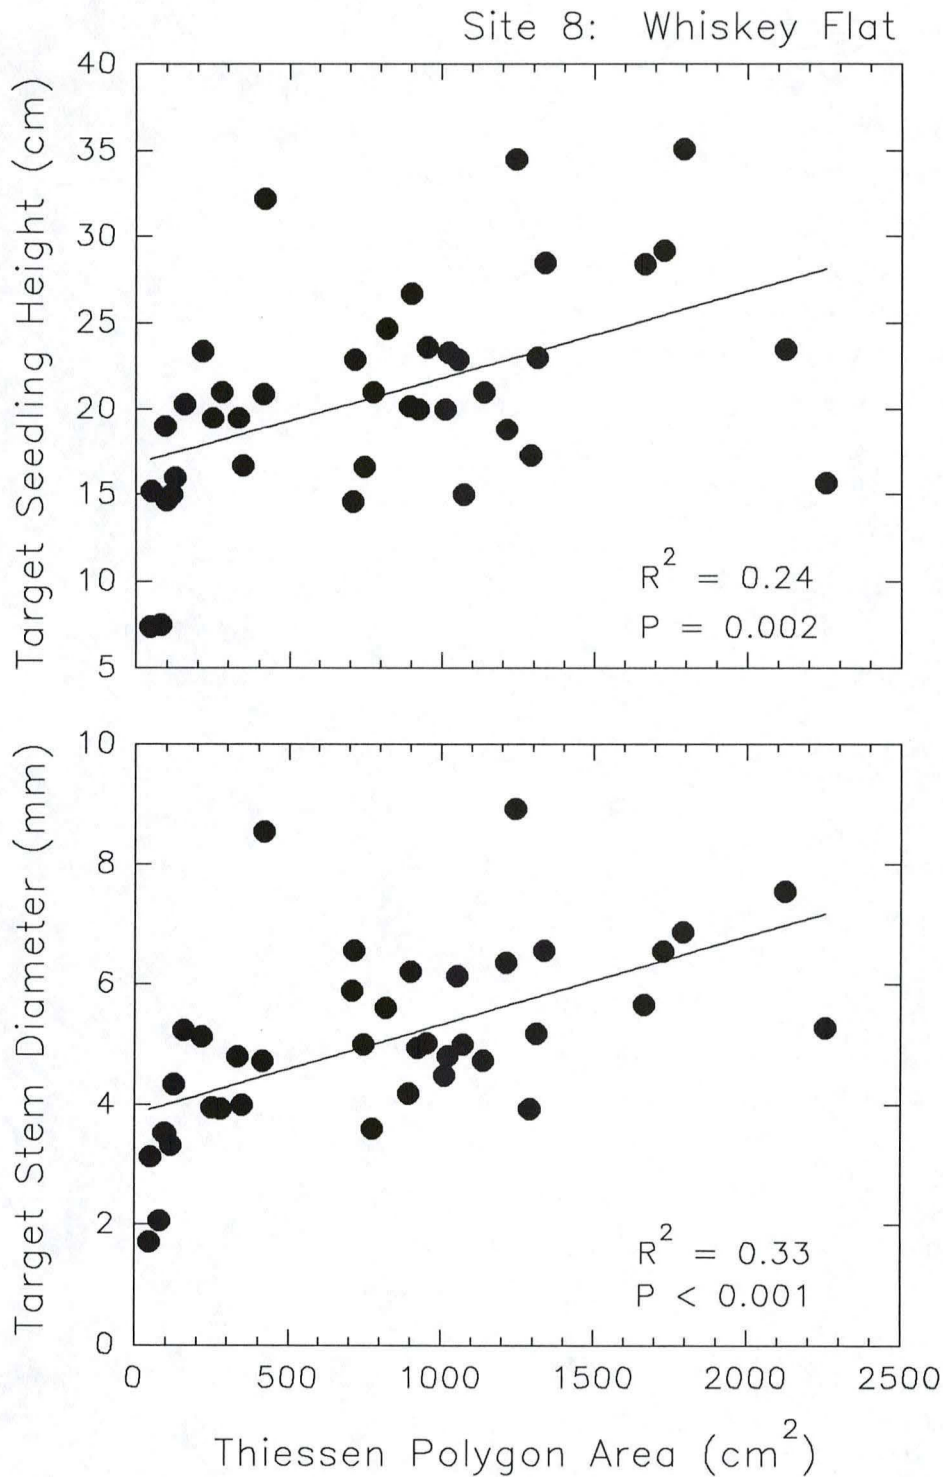 Site 8: Whiskey Flat
Target Seedling Height (cm)
40
35
30
25
20
15
10
5
R² = 0.24
P = 0.002
Target Stem Diameter (mm)
10
8
6
4
2
0
R² = 0.33
P < 0.001
0 500 1000 1500 2000 2500
Thiessen Polygon Area (cm²)